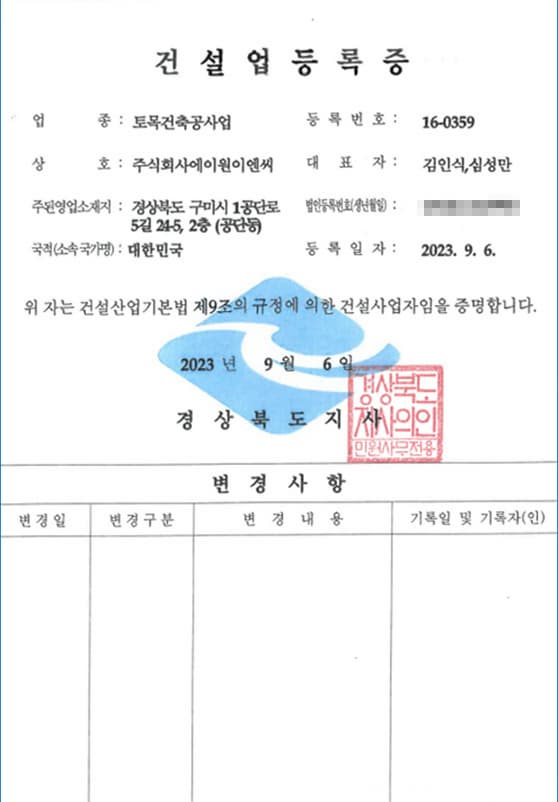 건 설 업 등 록 증
업 종 : 토목건축공사업 등 록 번 호 : 16-0359
상 호 : 주식회사에이원이엔씨 대 표 자 : 김인식,심성만
주된영업소재지 : 경상북도 구미시 1공단로 법인등록번호(생년월일) :
5길 24-5, 2층 (공단동)
국적(소속 국가명) : 대한민국 등 록 일 자 : 2023. 9. 6.
위 자는 건설산업기본법 제9조의 규정에 의한 건설사업자임을 증명합니다.
2023 년 9 월 6 일
경 상 북 도 지 사
경상북도
지사의인
민원사무전용
변 경 사 항
변경일 변경구분 변 경 내 용 기록일 및 기록자(인)